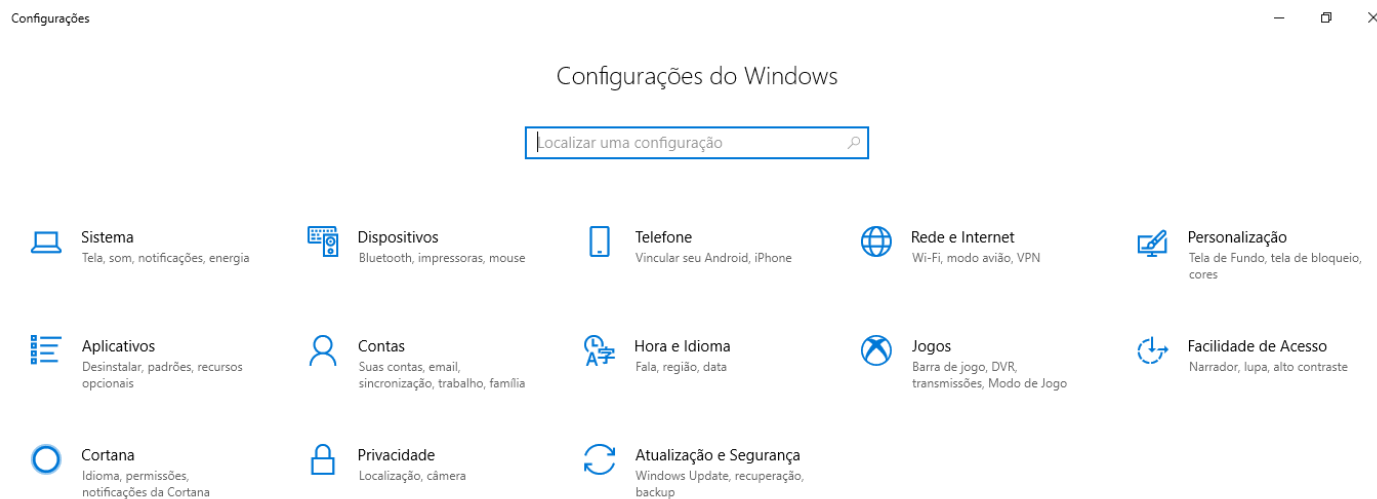 Configurações
Configurações do Windows
Localizar uma configuração
Sistema
Tela, som, notificações, energia
Dispositivos
Bluetooth, impressoras, mouse
Telefone
Vincular seu Android, iPhone
Rede e Internet
Wi-Fi, modo avião, VPN
Personalização
Tela de Fundo, tela de bloqueio,
cores
Aplicativos
Desinstalar, padrões, recursos
opcionais
Contas
Suas contas, email,
sincronização, trabalho, família
Hora e Idioma
Fala, região, data
Jogos
Barra de jogo, DVR,
transmissões, Modo de Jogo
Facilidade de Acesso
Narrador, lupa, alto contraste
Cortana
Idioma, permissões,
notificações da Cortana
Privacidade
Localização, câmera
Atualização e Segurança
Windows Update, recuperação,
backup